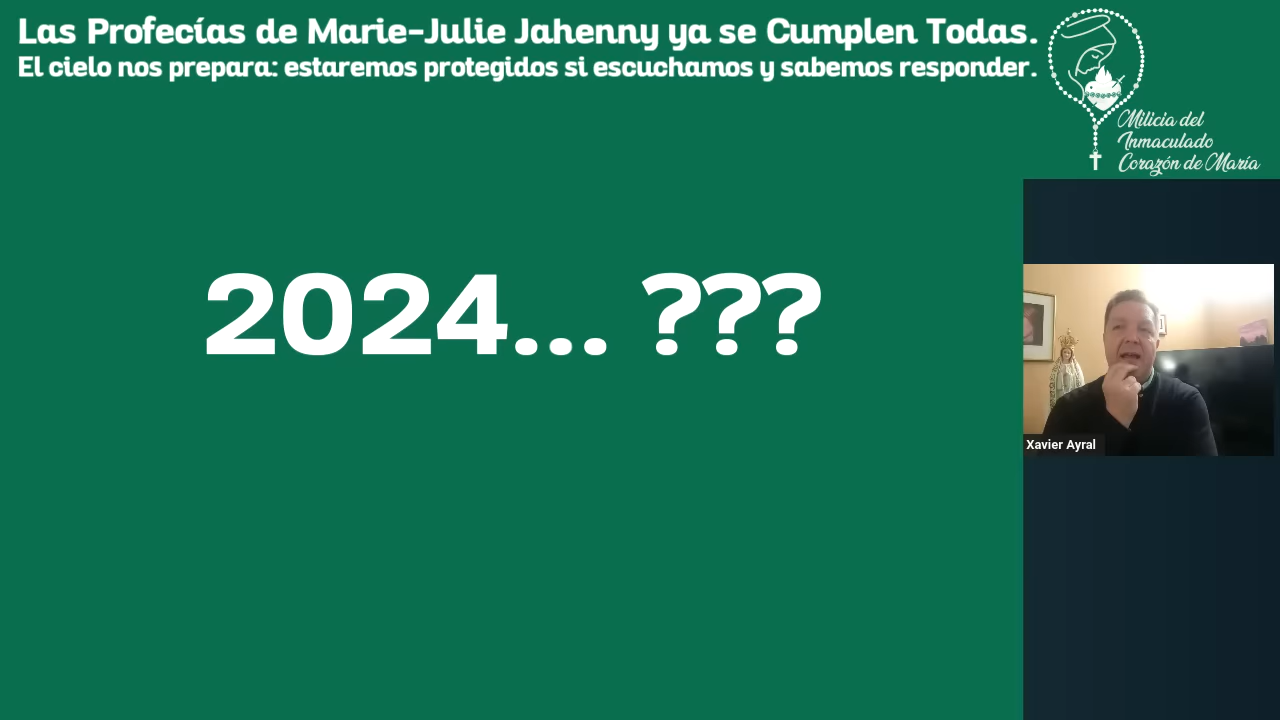 Las Profecías de Marie-Julie Jahenny ya se Cumplen Todas.
El cielo nos prepara: estaremos protegidos si escuchamos y sabemos responder.
Milicia del
Inmaculado
Corazón de María
2024... ???
Xavier Ayral